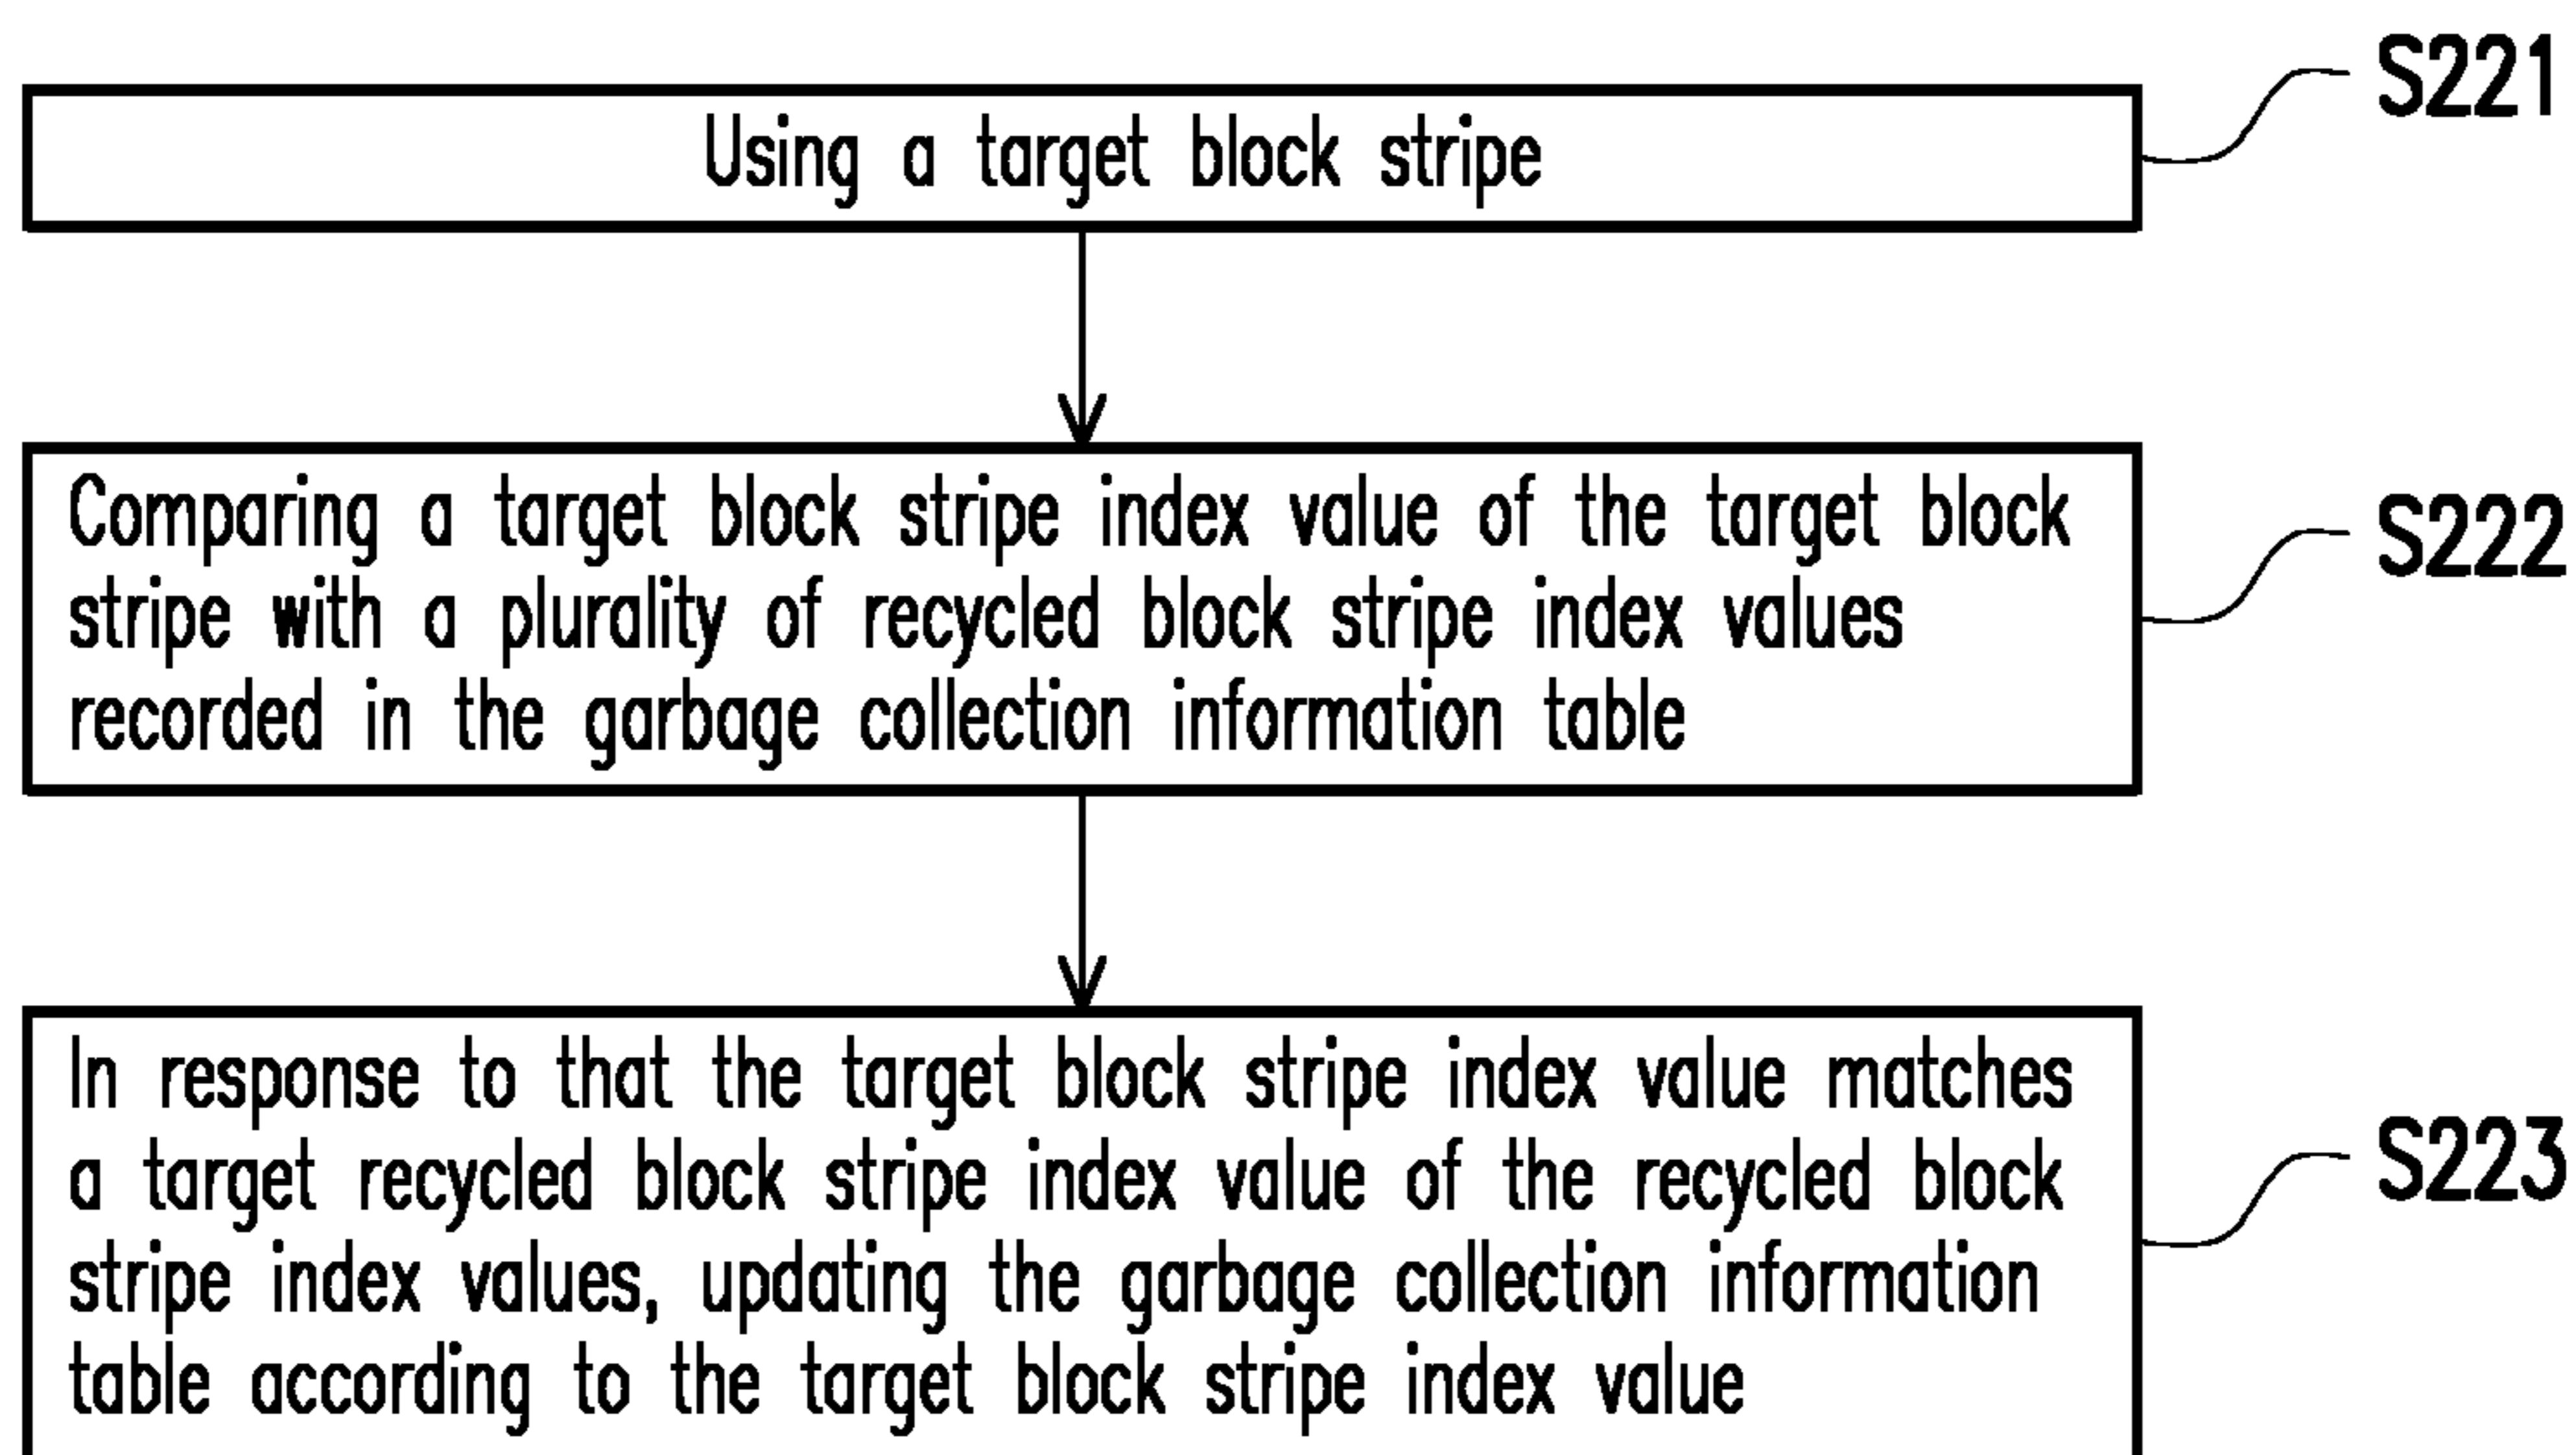 S221
Using a target block stripe
Comparing a target block stripe index value of the target block
stripe with a plurality of recycled block stripe index values
recorded in the garbage collection information table
S222
In response to that the target block stripe index value matches
a target recycled block stripe index value of the recycled block
stripe index values, updating the garbage collection information
table according to the target block stripe index value
S223